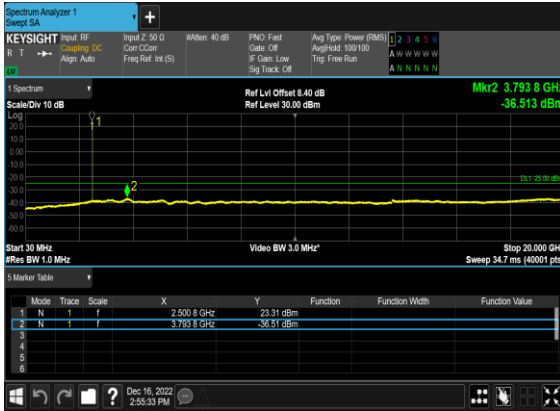 Spectrum Analyzer 1
Swept SA
+
KEYSIGHT Input: RF Input Z: 50 Ω #Atten: 40 dB PNO: Fast Avg Type: Power (RMS) 1 2 3 4 5 6
R T Coupling: DC Corr CCorr Gate: Off Avg|Hold: 100/100 A W W W W W
Align: Auto Freq Ref: Int (S) IF Gain: Low Trig: Free Run
Sig Track: Off A N N N N N
1 Spectrum Ref Lvl Offset 8.40 dB Mkr2 3.793 8 GHz
Scale/Div 10 dB Ref Level 30.00 dBm -36.513 dBm
Log
20.0
10.0
0.00
-10.0
-20.0
-30.0
-40.0
-50.0
-60.0
1
2
DL1 -25.00 dBm
Start 30 MHz Video BW 3.0 MHz* Stop 20.000 GHz
#Res BW 1.0 MHz Sweep 34.7 ms (40001 pts)
5 Marker Table
Mode Trace Scale X Y Function Function Width Function Value
1 N 1 f 2.500 8 GHz 23.31 dBm
2 N 1 f 3.793 8 GHz -36.51 dBm
3
4
5
6
? Dec 16, 2022
2:55:33 PM